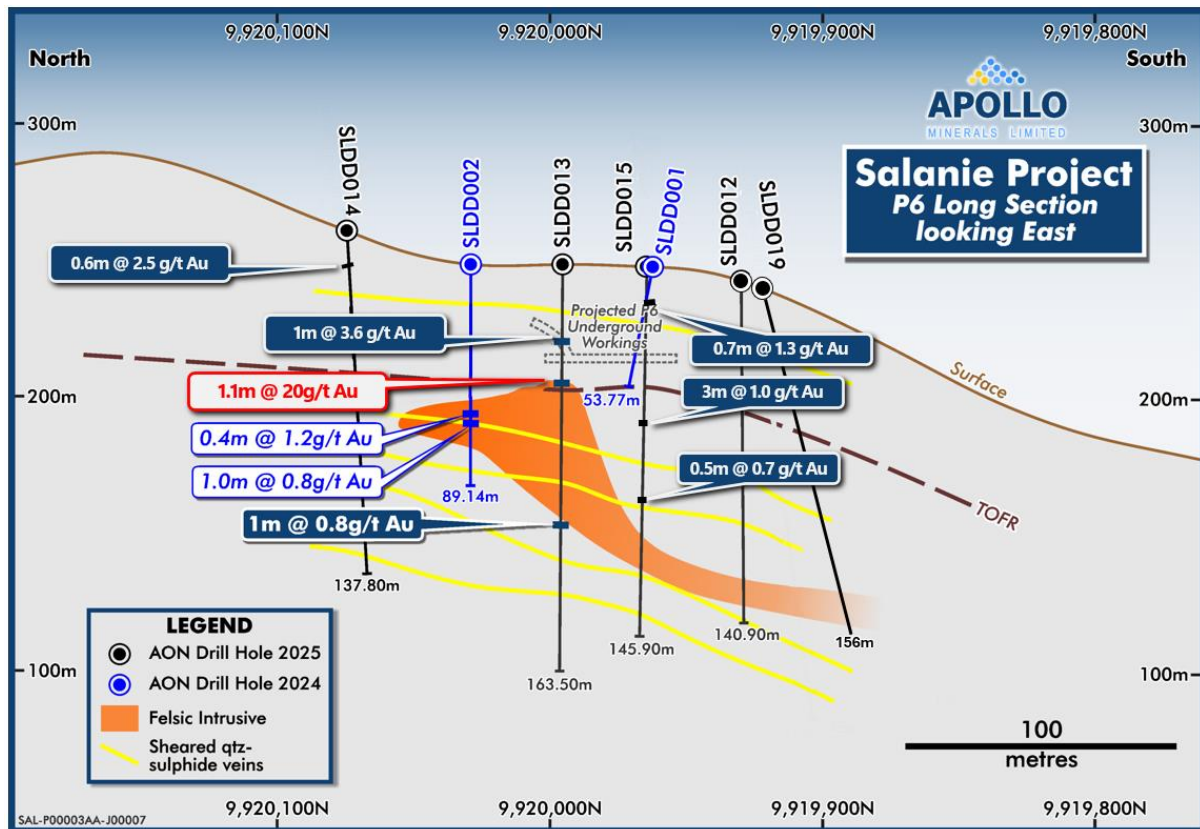 9,920,100N
9.920,000N
9,919,900N
9,919,800N
North
South
APOLLO
MINERALS LIMITED
300m
300m
Salanie Project
P6 Long Section
looking East
SLDD014
SLDD002
SLDD013
SLDD015
SLDD001
SLDD012
SLDD019
0.6m @ 2.5 g/t Au
1m @ 3.6 g/t Au
Projected P6
Underground
Workings
0.7m @ 1.3 g/t Au
Surface
1.1m @ 20g/t Au
53.77m
3m @ 1.0 g/t Au
200m
200m
0.4m @ 1.2g/t Au
1.0m @ 0.8g/t Au
0.5m @ 0.7 g/t Au
89.14m
TOFR
1m @ 0.8g/t Au
137.80m
145.90m
140.90m
156m
163.50m
100m
100m
LEGEND
AON Drill Hole 2025
AON Drill Hole 2024
Felsic Intrusive
Sheared qtz-
sulphide veins
100
metres
9,920,100N
9,920,000N
9,919,900N
9,919,800N
SAL-P00003AA-J00007